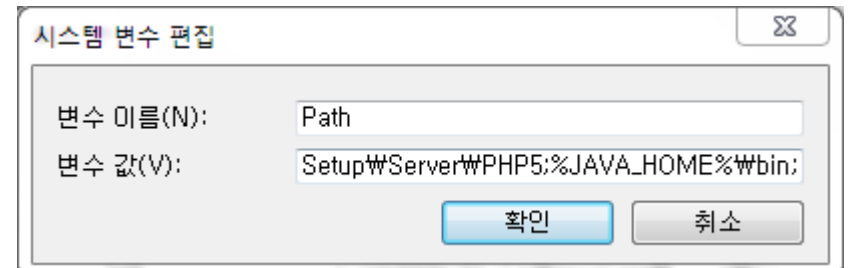 시스템 변수 편집
변수 이름(N): Path
변수 값(V): Setup₩Server₩PHP5;%JAVA_HOME%₩bin;
확인 취소